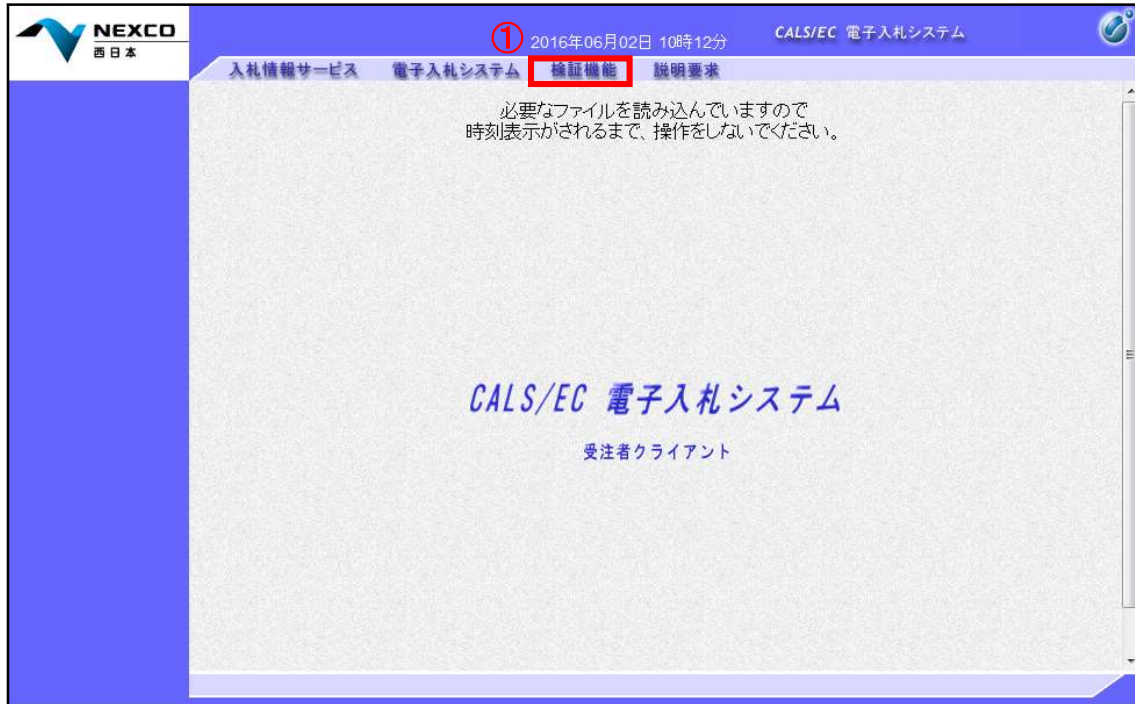 NEXCO
西日本
①
2016年06月02日 10時12分
CALS/EC 電子入札システム
入札情報サービス 電子入札システム 検証機能 説明要求
必要なファイルを読み込んでいますので
時刻表示がされるまで、操作をしないでください。
CALS/EC 電子入札システム
受注者クライアント